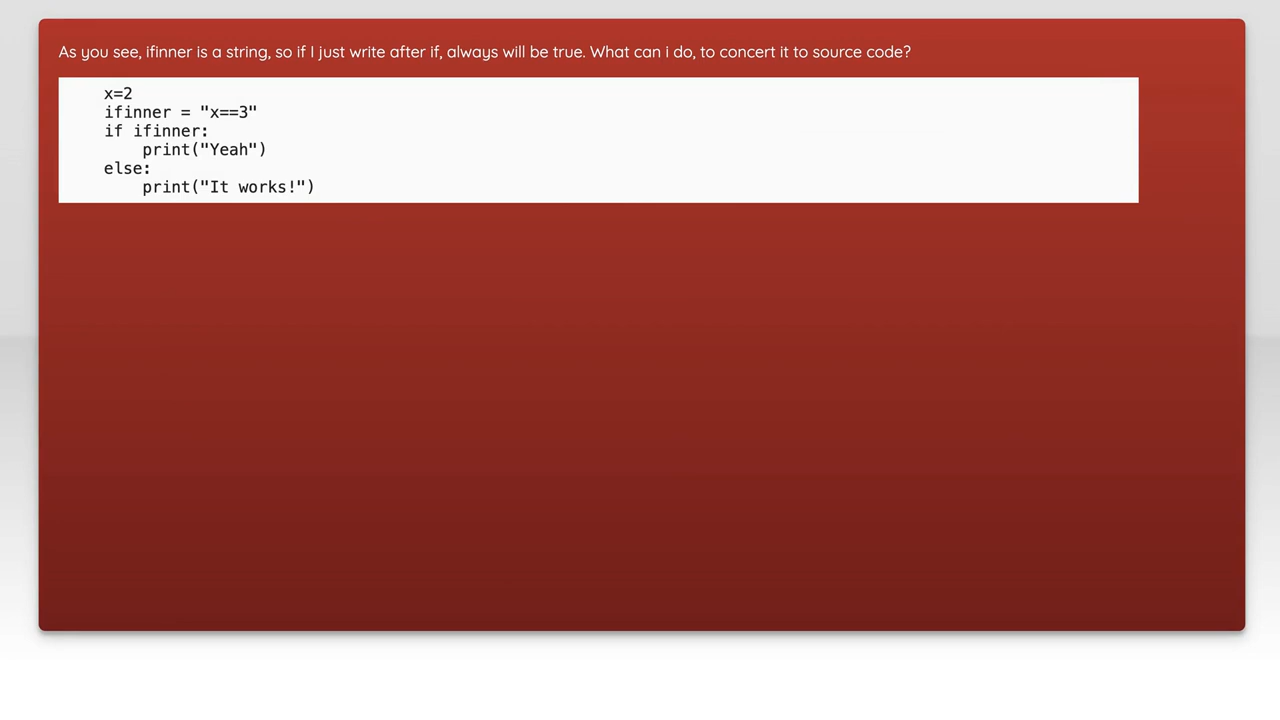 As you see, ifinner is a string, so if I just write after if, always will be true. What can i do, to concert it to source code?
x=2
ifinner = "x==3"
if ifinner:
    print("Yeah")
else:
    print("It works!")